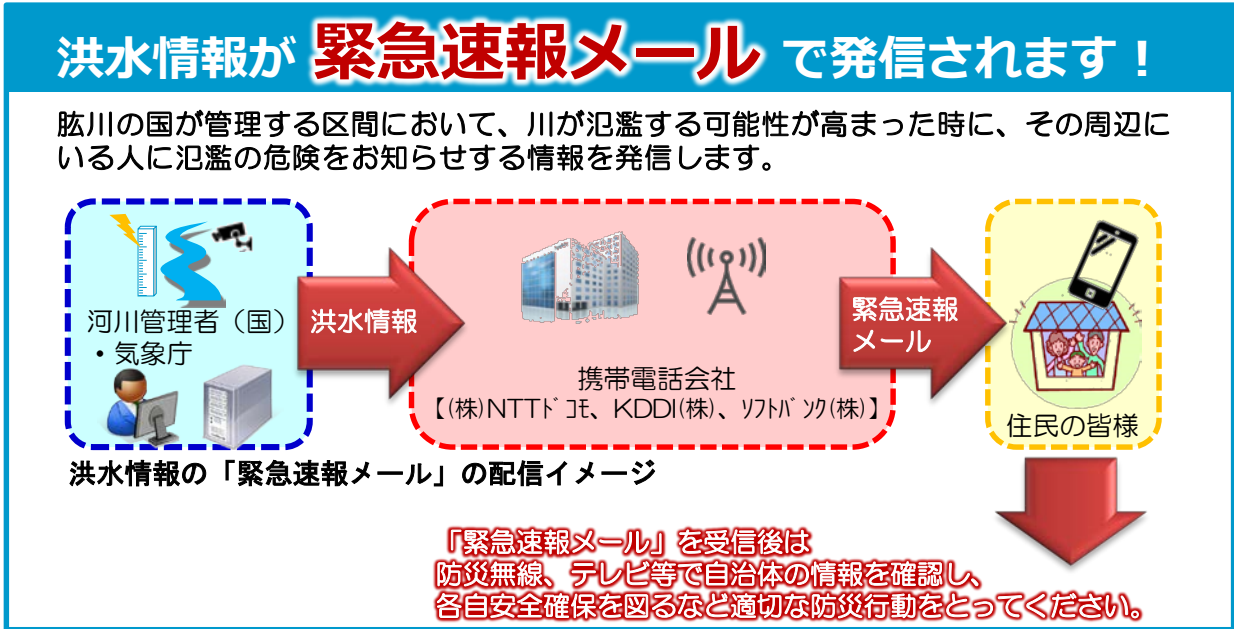 洪水情報が 緊急速報メール で発信されます！
肱川の国が管理する区間において、川が氾濫する可能性が高まった時に、その周辺に
いる人に氾濫の危険をお知らせする情報を発信します。
河川管理者（国）
・気象庁
洪水情報
携帯電話会社
【(株)NTTﾄﾞｺﾓ、KDDI(株)、ｿﾌﾄﾊﾞﾝｸ(株)】
緊急速報
メール
住民の皆様
洪水情報の「緊急速報メール」の配信イメージ
「緊急速報メール」を受信後は
防災無線、テレビ等で自治体の情報を確認し、
各自安全確保を図るなど適切な防災行動をとってください。